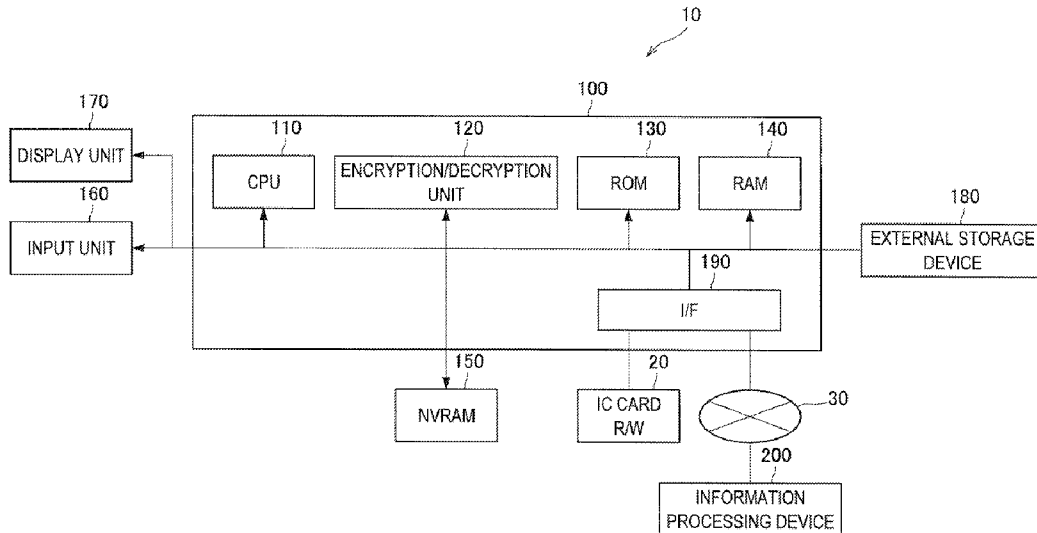 10
100
170
110
120
130
140
DISPLAY UNIT
CPU
ENCRYPTION/DECRYPTION
UNIT
ROM
RAM
160
180
INPUT UNIT
EXTERNAL STORAGE
DEVICE
190
I/F
150
20
30
NVRAM
IC CARD
R/W
200
INFORMATION
PROCESSING DEVICE